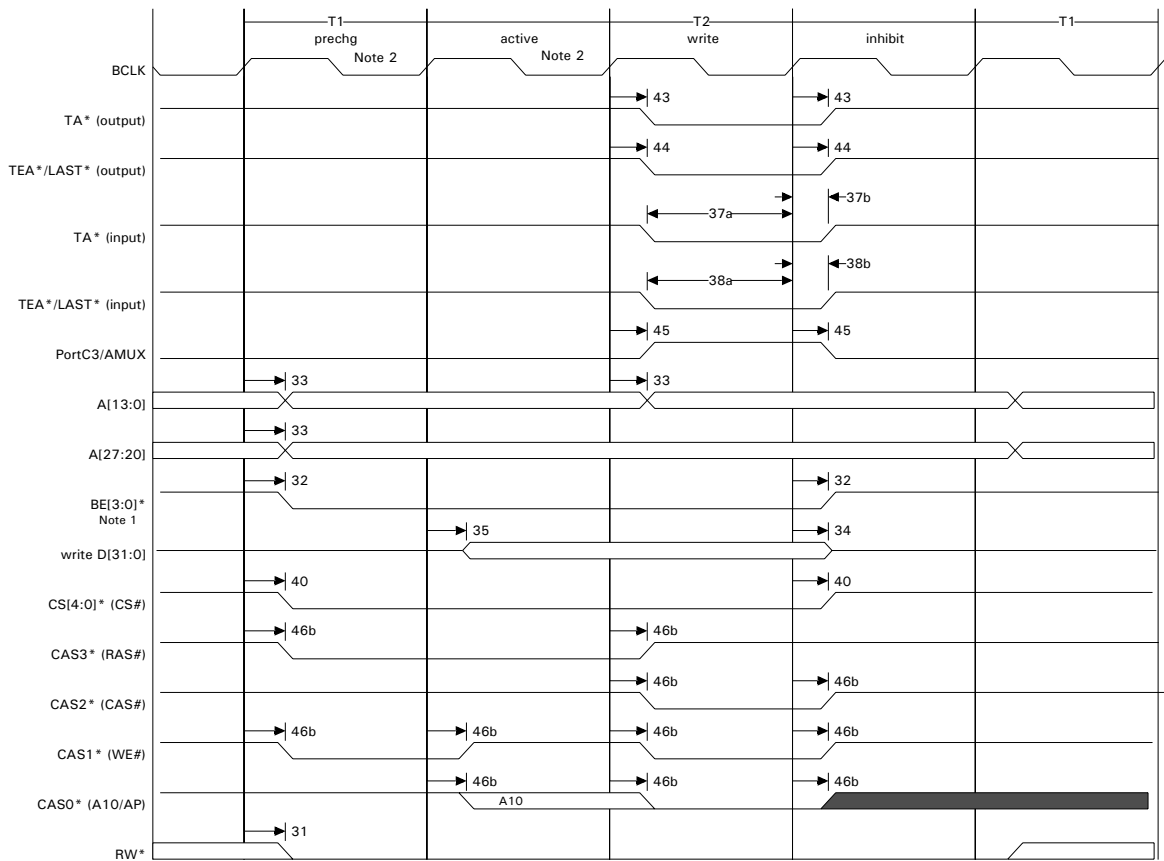 T1 T2 T1
prechg active write inhibit
Note 2 Note 2
BCLK
43 43
TA* (output)
44 44
TEA*/LAST* (output)
37b
37a
TA* (input)
38b
38a
TEA*/LAST* (input)
45 45
PortC3/AMUX
33 33
A[13:0]
33
A[27:20]
32 32
BE[3:0]*
Note 1
35 34
write D[31:0]
40 40
CS[4:0]* (CS#)
46b 46b
CAS3* (RAS#)
46b 46b
CAS2* (CAS#)
46b 46b 46b 46b
CAS1* (WE#)
46b 46b 46b
CAS0* (A10/AP) A10
31
RW*